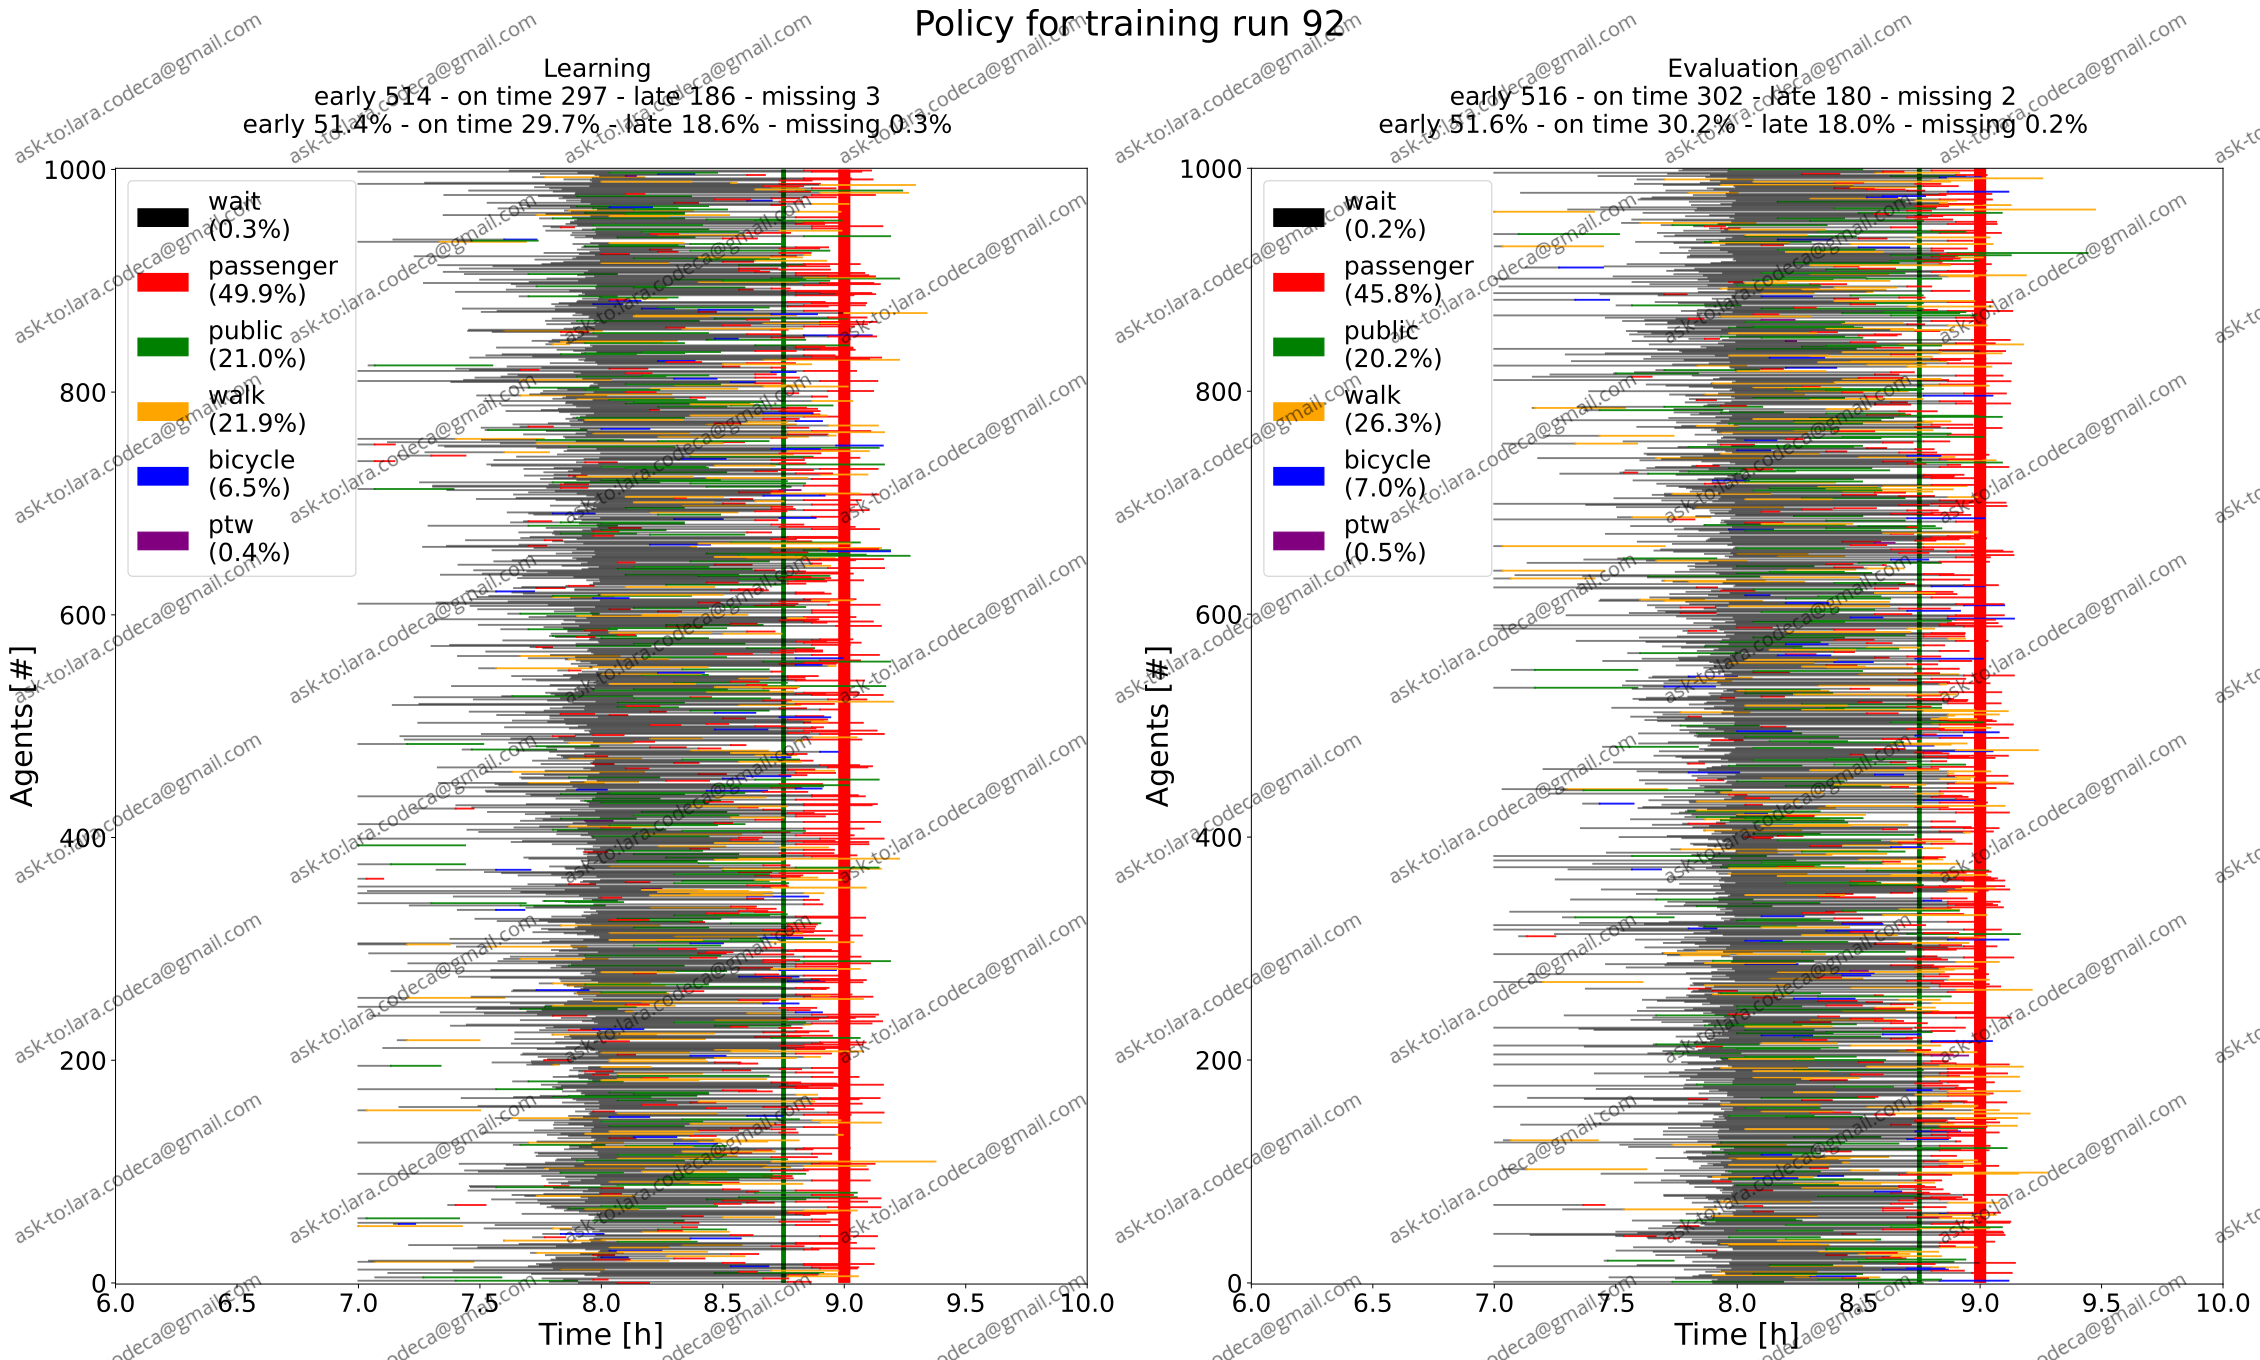 Policy for training run 92
Learning
early 514 - on time 297 - late 186 - missing 3
early 51.4% - on time 29.7% - late 18.6% - missing 0.3%
1000
800
600
400
200
0
Agents [#]
wait
(0.3%)
passenger
(49.9%)
public
(21.0%)
walk
(21.9%)
bicycle
(6.5%)
ptw
(0.4%)
6.0 6.5 7.0 7.5 8.0 8.5 9.0 9.5 10.0
Time [h]
Evaluation
early 516 - on time 302 - late 180 - missing 2
early 51.6% - on time 30.2% - late 18.0% - missing 0.2%
1000
800
600
400
200
0
Agents [#]
wait
(0.2%)
passenger
(45.8%)
public
(20.2%)
walk
(26.3%)
bicycle
(7.0%)
ptw
(0.5%)
6.0 6.5 7.0 7.5 8.0 8.5 9.0 9.5 10.0
Time [h]
ask-to:lara.codeca@gmail.com